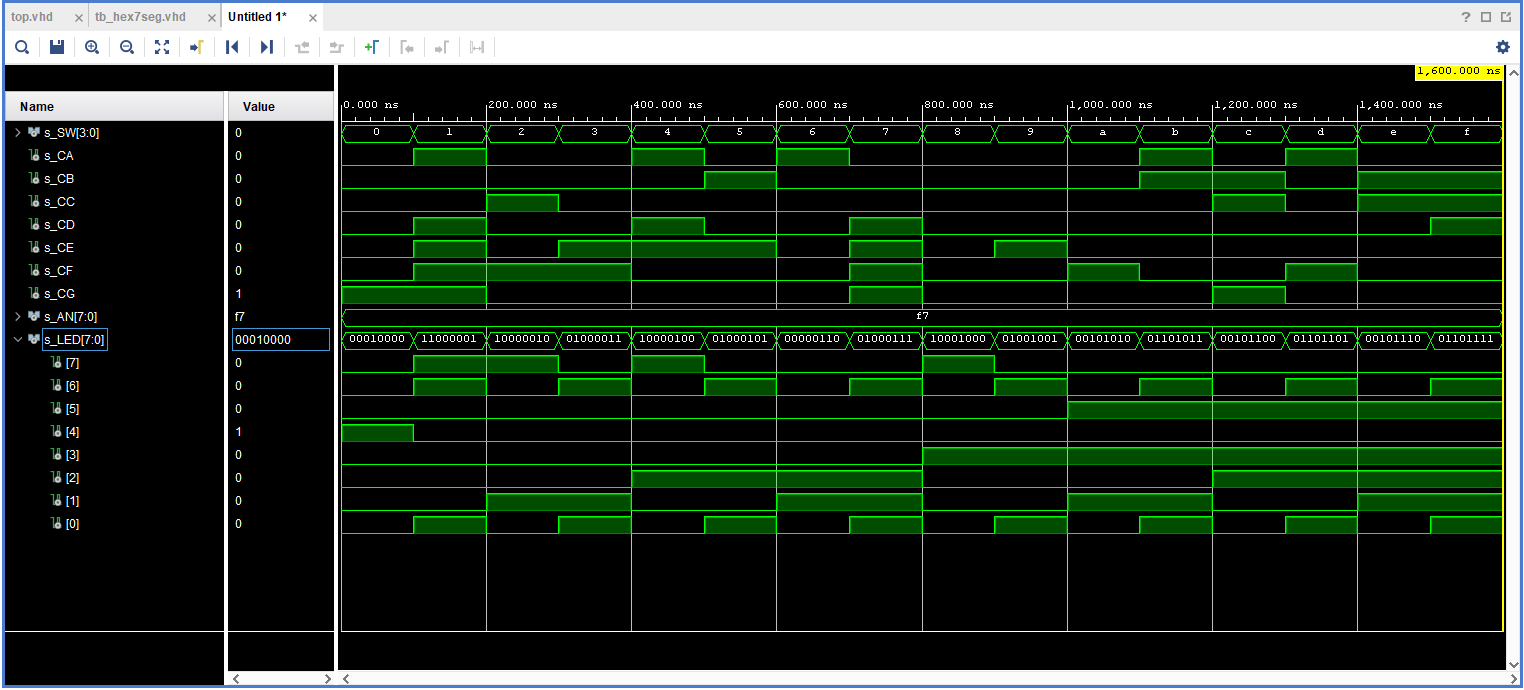 top.vhd × tb_hex7seg.vhd × Untitled 1* × ?
1,600.000 ns
Name Value 0.000 ns 200.000 ns 400.000 ns 600.000 ns 800.000 ns 1,000.000 ns 1,200.000 ns 1,400.000 ns
s_SW[3:0] 0 0 1 2 3 4 5 6 7 8 9 a b c d e f
s_CA 0
s_CB 0
s_CC 0
s_CD 0
s_CE 0
s_CF 0
s_CG 1
s_AN[7:0] f7 f7
s_LED[7:0] 00010000 00010000 11000001 10000010 01000011 10000100 01000101 00000110 01000111 10001000 01001001 00101010 01101011 00101100 01101101 00101110 01101111
[7] 0
[6] 0
[5] 0
[4] 1
[3] 0
[2] 0
[1] 0
[0] 0